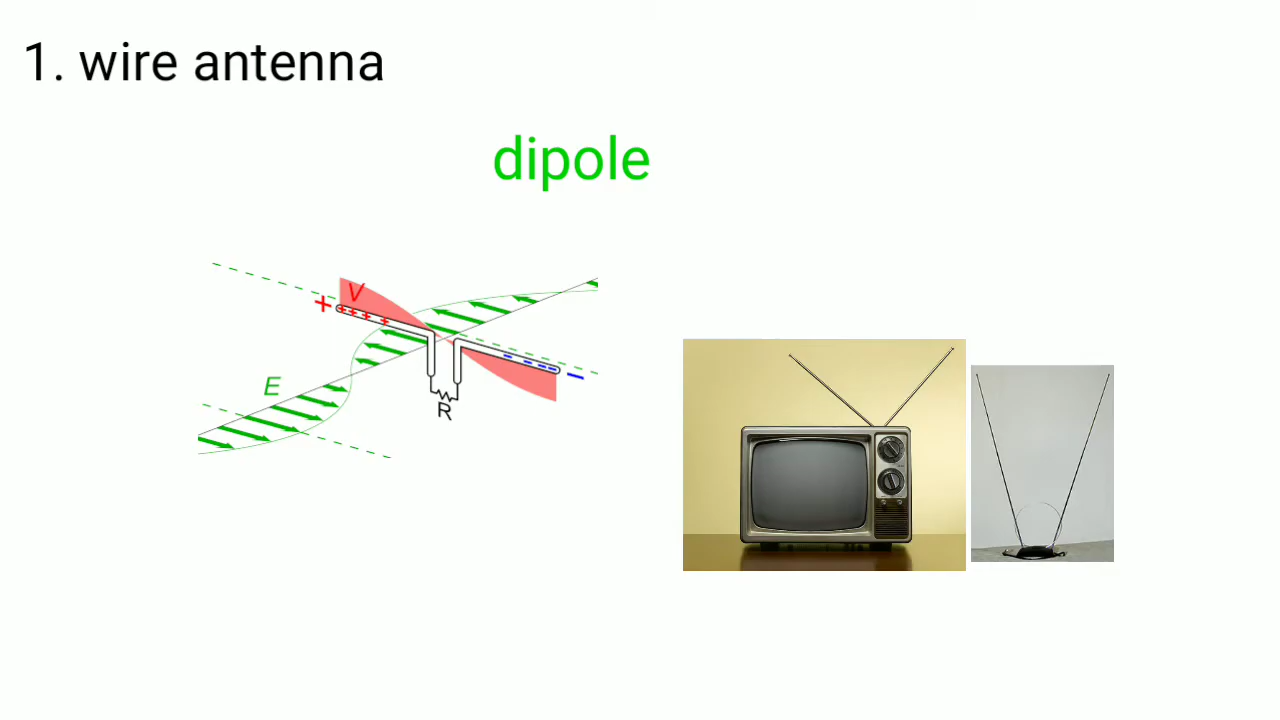 1. wire antenna
dipole
V
+
+ + + +
E
R
−